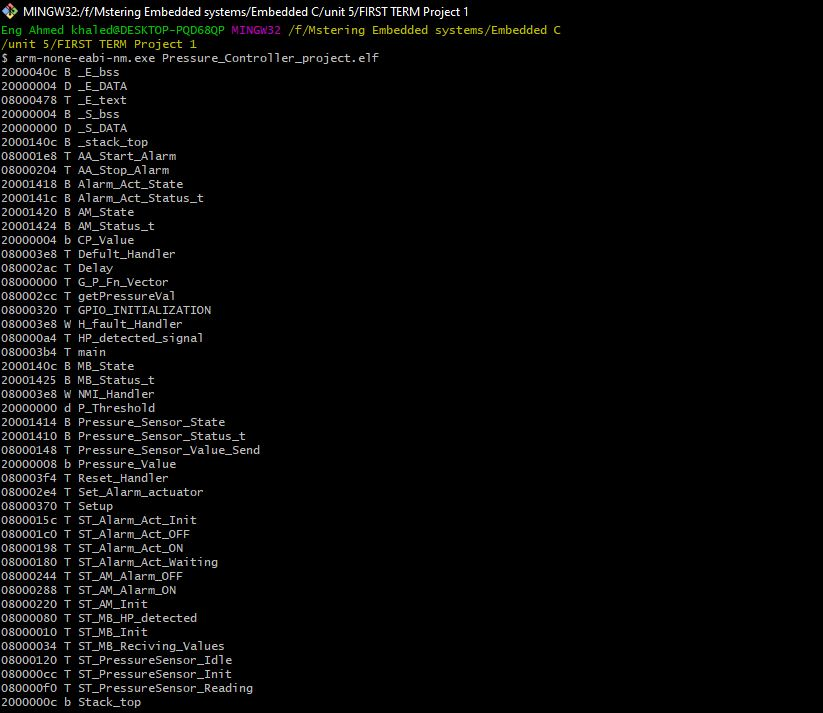 MINGW32:/f/Mstering Embedded systems/Embedded C/unit 5/FIRST TERM Project 1
Eng Ahmed khaled@DESKTOP-PQD68QP MINGW32 /f/Mstering Embedded systems/Embedded C
/unit 5/FIRST TERM Project 1
$ arm-none-eabi-nm.exe Pressure_Controller_project.elf
2000040c B _E_bss
20000004 D _E_DATA
08000478 T _E_text
20000004 B _S_bss
20000000 D _S_DATA
2000140c B _stack_top
080001e8 T AA_Start_Alarm
08000204 T AA_Stop_Alarm
20001418 B Alarm_Act_State
2000141c B Alarm_Act_Status_t
20001420 B AM_State
20001424 B AM_Status_t
20000004 b CP_Value
080003e8 T Defult_Handler
080002ac T Delay
08000000 T G_P_Fn_Vector
080002cc T getPressureVal
08000320 T GPIO_INITIALIZATION
080003e8 W H_fault_Handler
080000a4 T HP_detected_signal
080003b4 T main
2000140c B MB_State
20001425 B MB_Status_t
080003e8 W NMI_Handler
20000000 d P_Threshold
20001414 B Pressure_Sensor_State
20001410 B Pressure_Sensor_Status_t
08000148 T Pressure_Sensor_Value_Send
20000008 b Pressure_Value
080003f4 T Reset_Handler
080002e4 T Set_Alarm_actuator
08000370 T Setup
0800015c T ST_Alarm_Act_Init
080001c0 T ST_Alarm_Act_OFF
08000198 T ST_Alarm_Act_ON
08000180 T ST_Alarm_Act_Waiting
08000244 T ST_AM_Alarm_OFF
08000288 T ST_AM_Alarm_ON
08000220 T ST_AM_Init
08000080 T ST_MB_HP_detected
08000010 T ST_MB_Init
08000034 T ST_MB_Reciving_Values
08000120 T ST_PressureSensor_Idle
080000cc T ST_PressureSensor_Init
080000f0 T ST_PressureSensor_Reading
2000000c b Stack_top